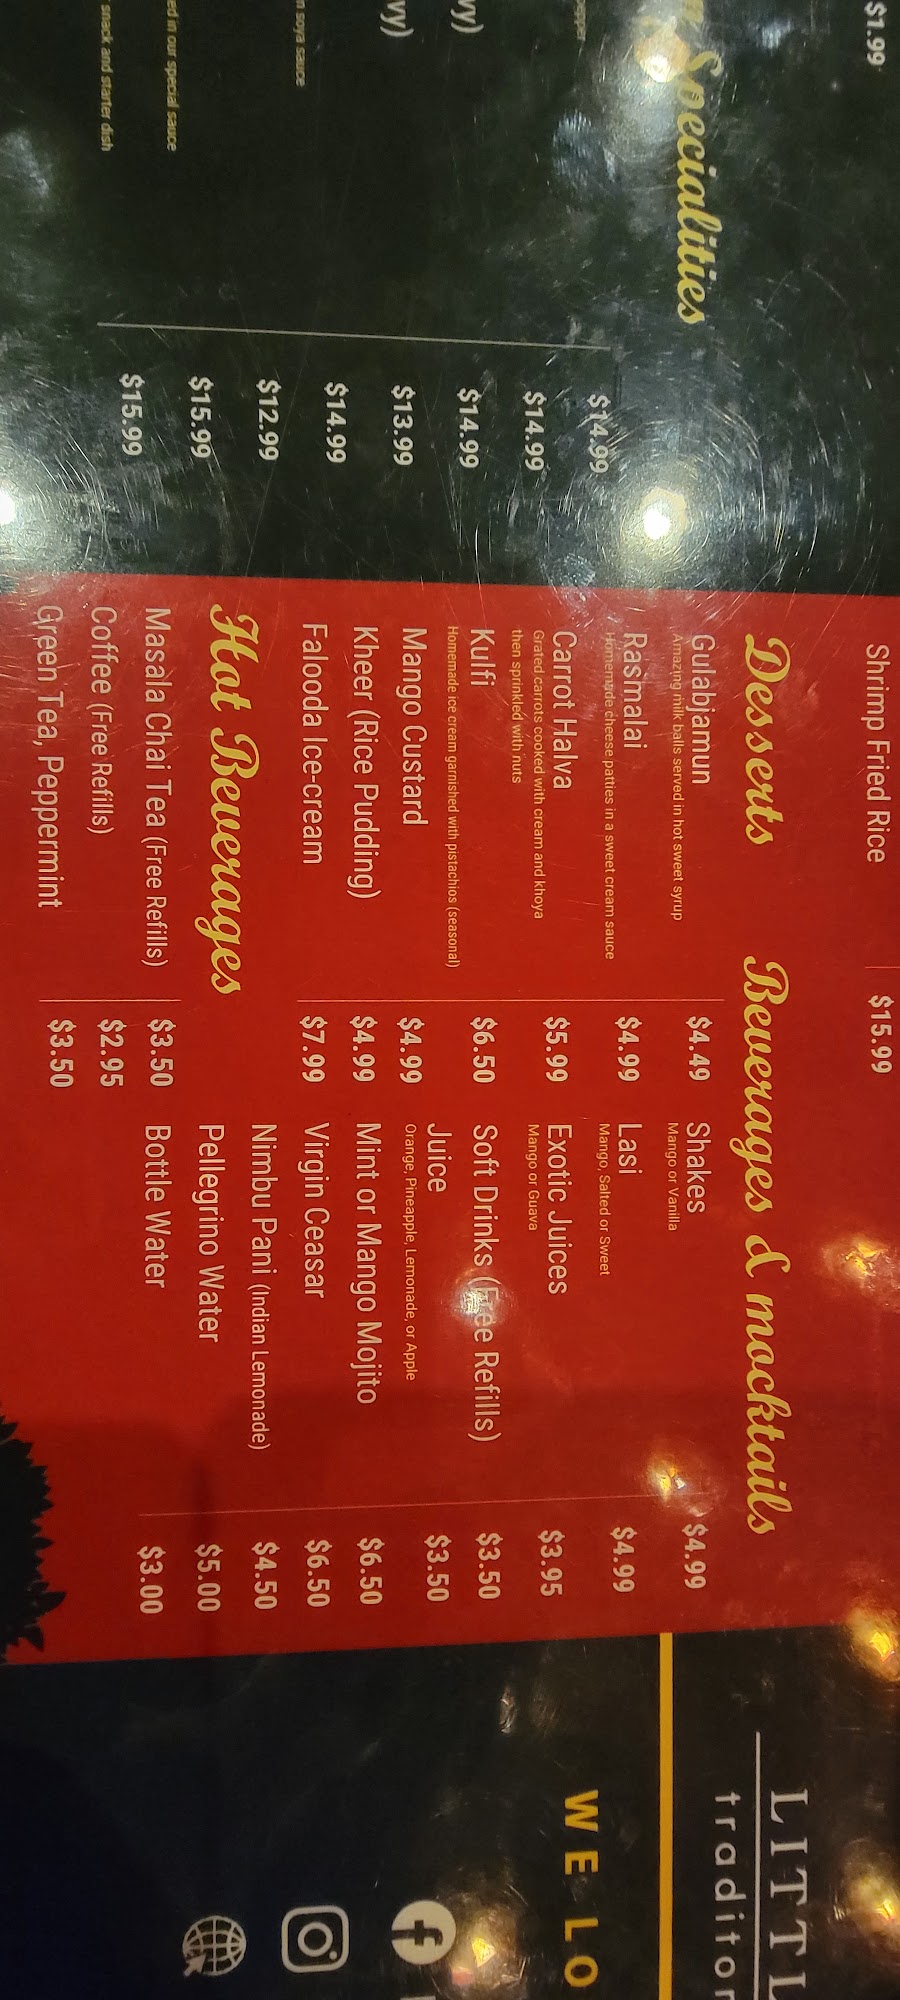 $1.99
Specialities
pepper
vy)
vy)
n soya sauce
ed in our special sauce
snack and starter dish
$14.99
$14.99
$14.99
$13.99
$14.99
$12.99
$15.99
$15.99
Shrimp Fried Rice $15.99
Desserts
Gulabjamun $4.49
Amazing milk balls served in hot sweet syrup
Rasmalai $4.99
Homemade cheese patties in a sweet cream sauce
Carrot Halva $5.99
Grated carrots cooked with cream and khoya
then sprinkled with nuts
Kulfi $6.50
Homemade ice cream garnished with pistachios (seasonal)
Mango Custard $4.99
Kheer (Rice Pudding) $4.99
Falooda Ice-cream $7.99
Hot Beverages
Masala Chai Tea (Free Refills) $3.50
Coffee (Free Refills) $2.95
Green Tea, Peppermint $3.50
Beverages & mocktails
Shakes $4.99
Mango or Vanilla
Lasi $4.99
Mango, Salted or Sweet
Exotic Juices $3.95
Mango or Guava
Soft Drinks (Free Refills) $3.50
Juice $3.50
Orange, Pineapple, Lemonade, or Apple
Mint or Mango Mojito $6.50
Virgin Ceasar $6.50
Nimbu Pani (Indian Lemonade) $4.50
Pellegrino Water $5.00
Bottle Water $3.00
LITTL
traditor
WE LO